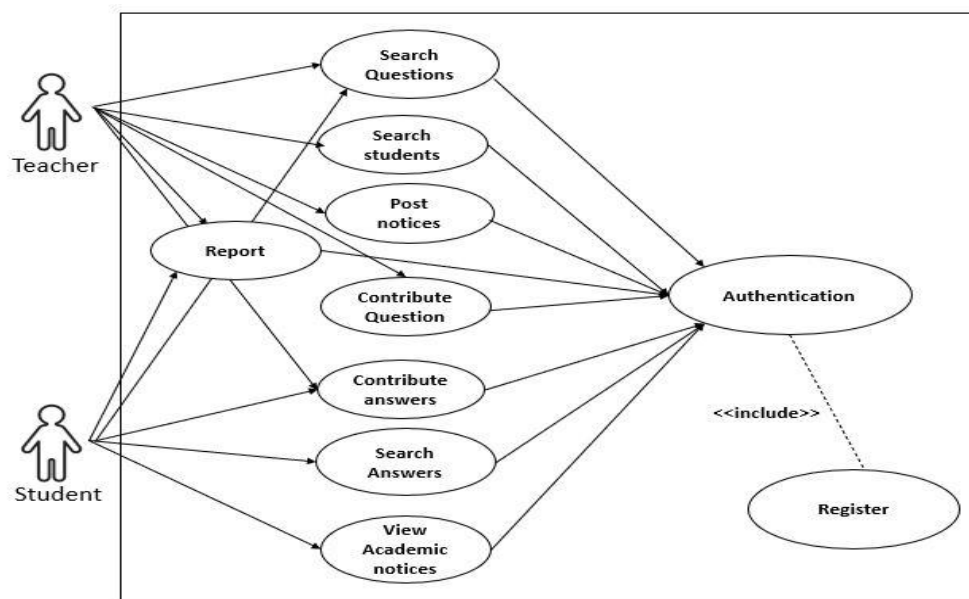 Search
Questions
Teacher
Search
students
Post
notices
Report
Contribute
Question
Authentication
Contribute
answers
<<include>>
Search
Answers
Student
Register
View
Academic
notices